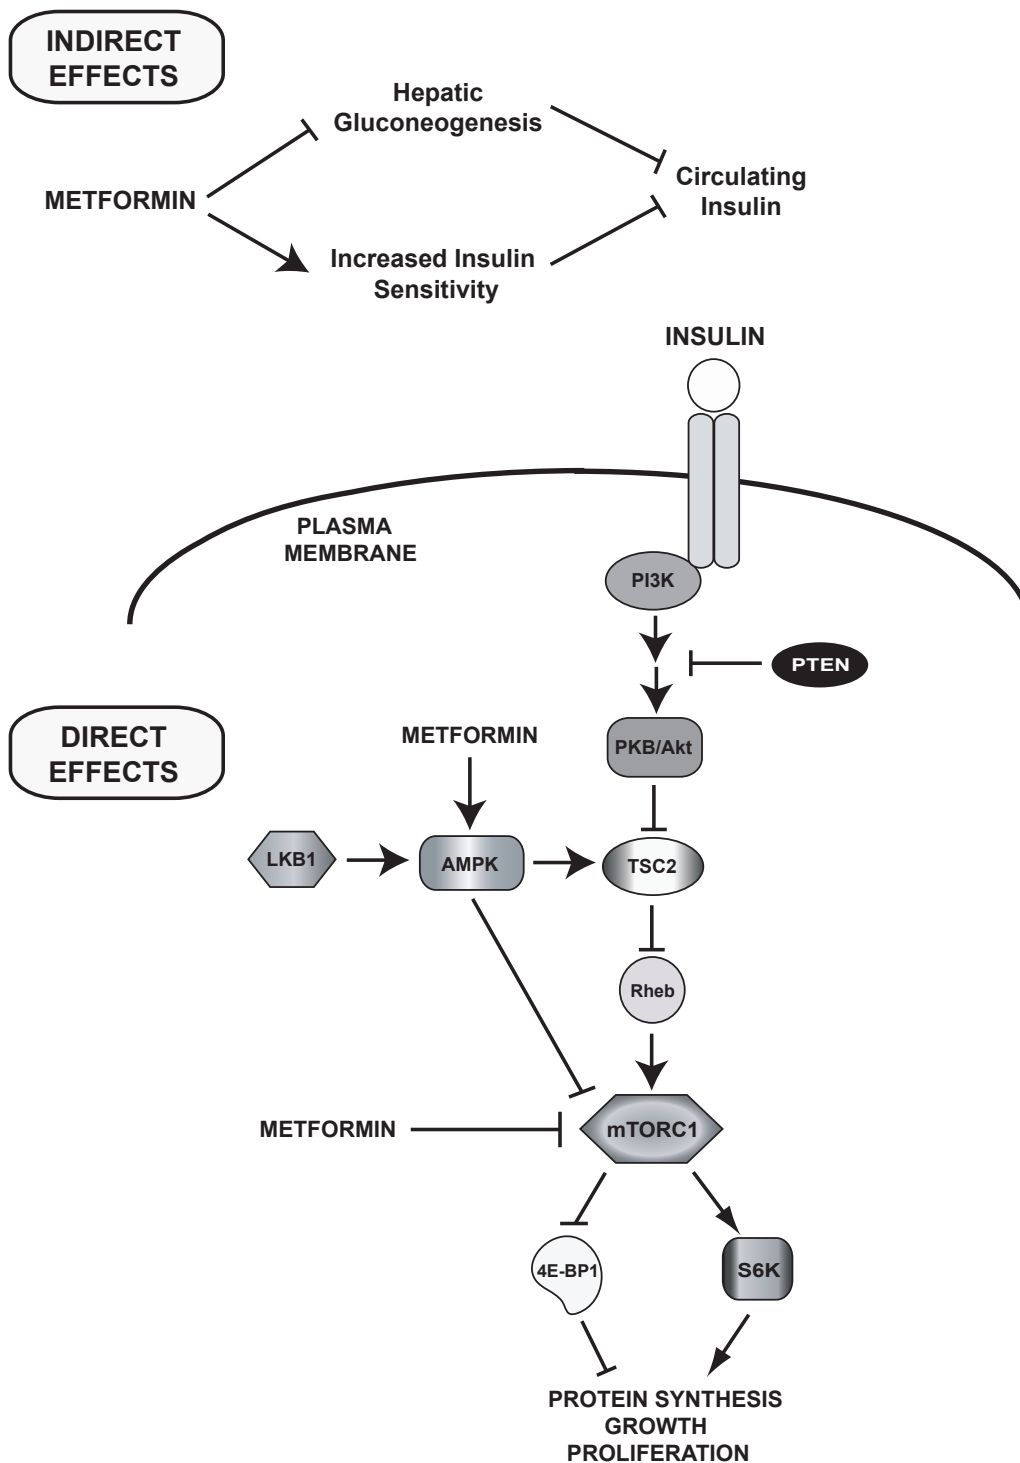 INDIRECT
EFFECTS
Hepatic
Gluconeogenesis
METFORMIN
Circulating
Insulin
Increased Insulin
Sensitivity
INSULIN
PLASMA
MEMBRANE
PI3K
PTEN
DIRECT
EFFECTS
METFORMIN
PKB/Akt
LKB1
AMPK
TSC2
Rheb
METFORMIN
mTORC1
4E-BP1
S6K
PROTEIN SYNTHESIS
GROWTH
PROLIFERATION